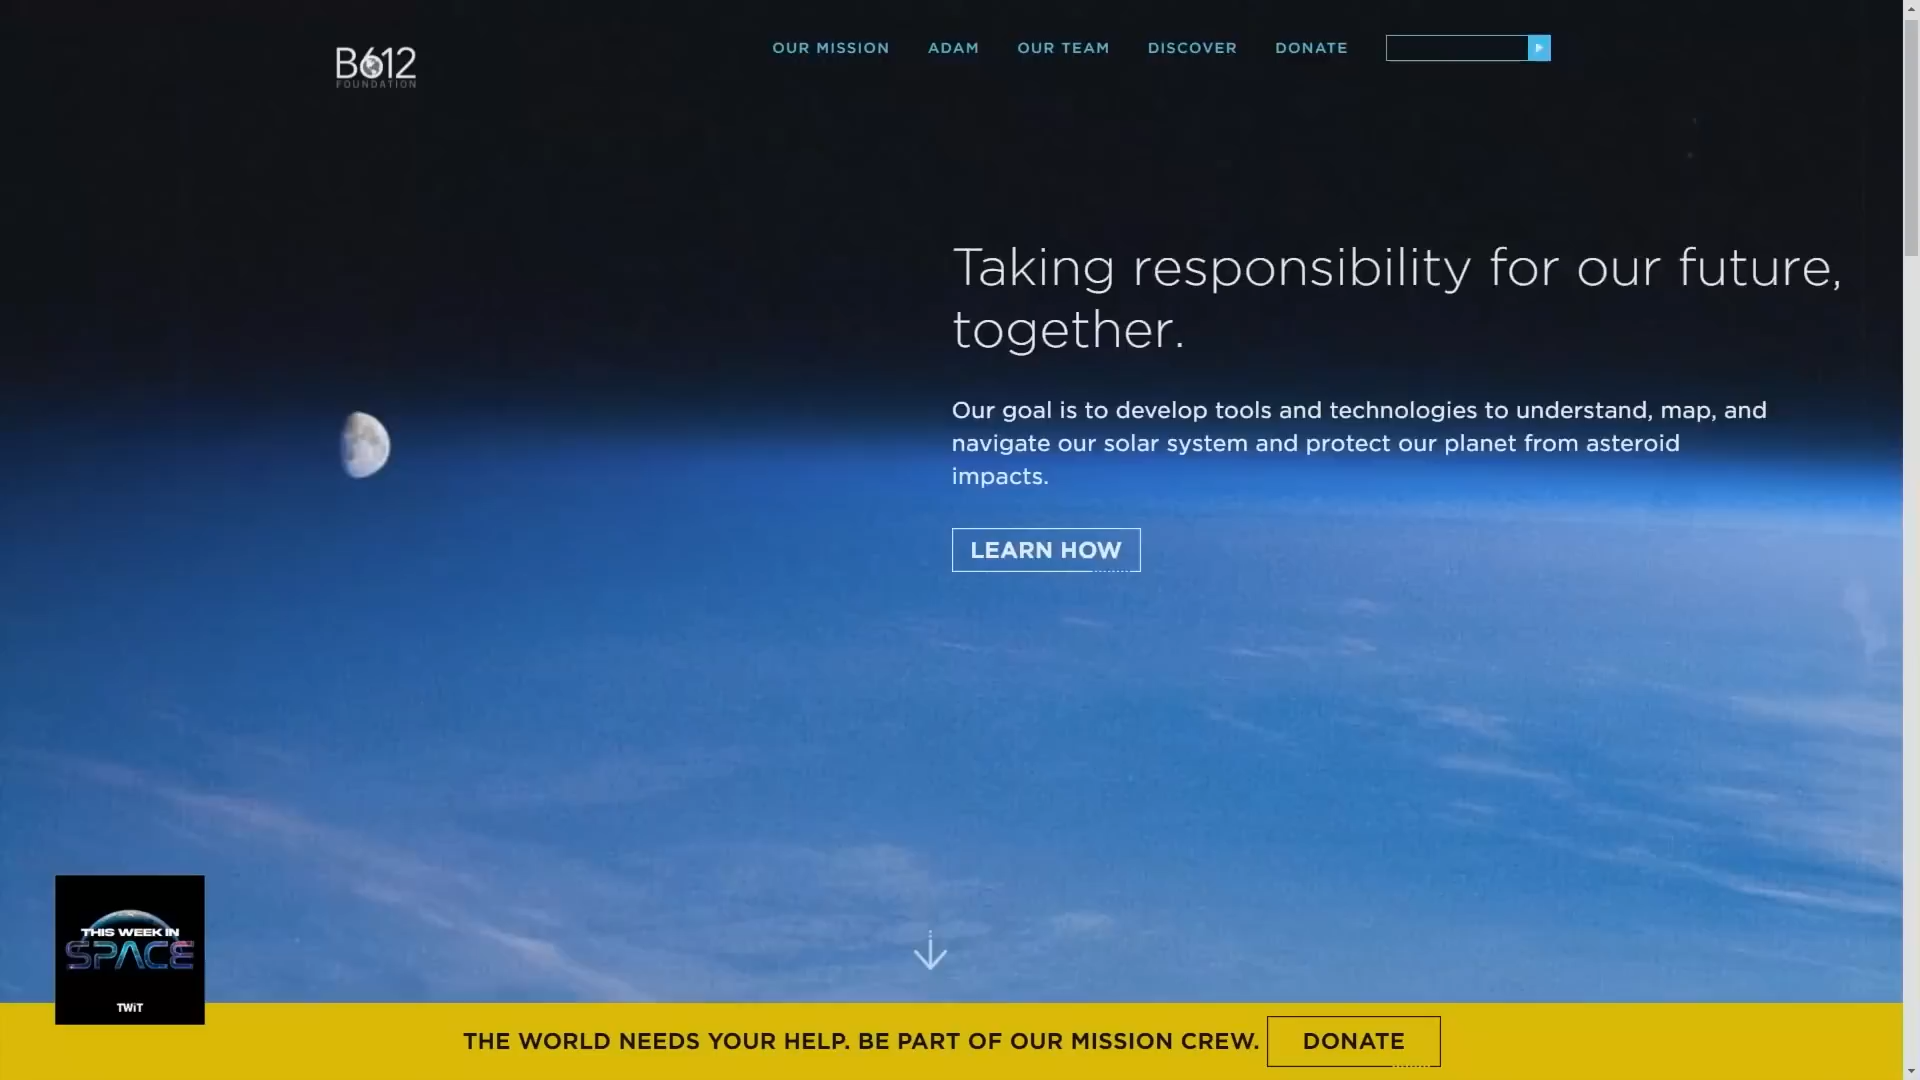 B612
FOUNDATION
OUR MISSION
ADAM
OUR TEAM
DISCOVER
DONATE
Taking responsibility for our future,
together.
Our goal is to develop tools and technologies to understand, map, and
navigate our solar system and protect our planet from asteroid
impacts.
LEARN HOW
THIS WEEK IN
SPACE
TWiT
THE WORLD NEEDS YOUR HELP. BE PART OF OUR MISSION CREW.
DONATE